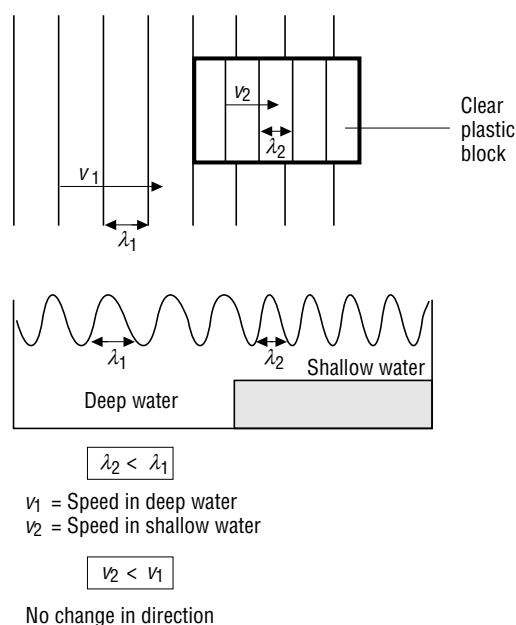 v₂
λ₂
Clear
plastic
block
v₁
λ₁
λ₁
λ₂
Shallow water
Deep water
λ₂ < λ₁
v₁ = Speed in deep water
v₂ = Speed in shallow water
v₂ < v₁
No change in direction